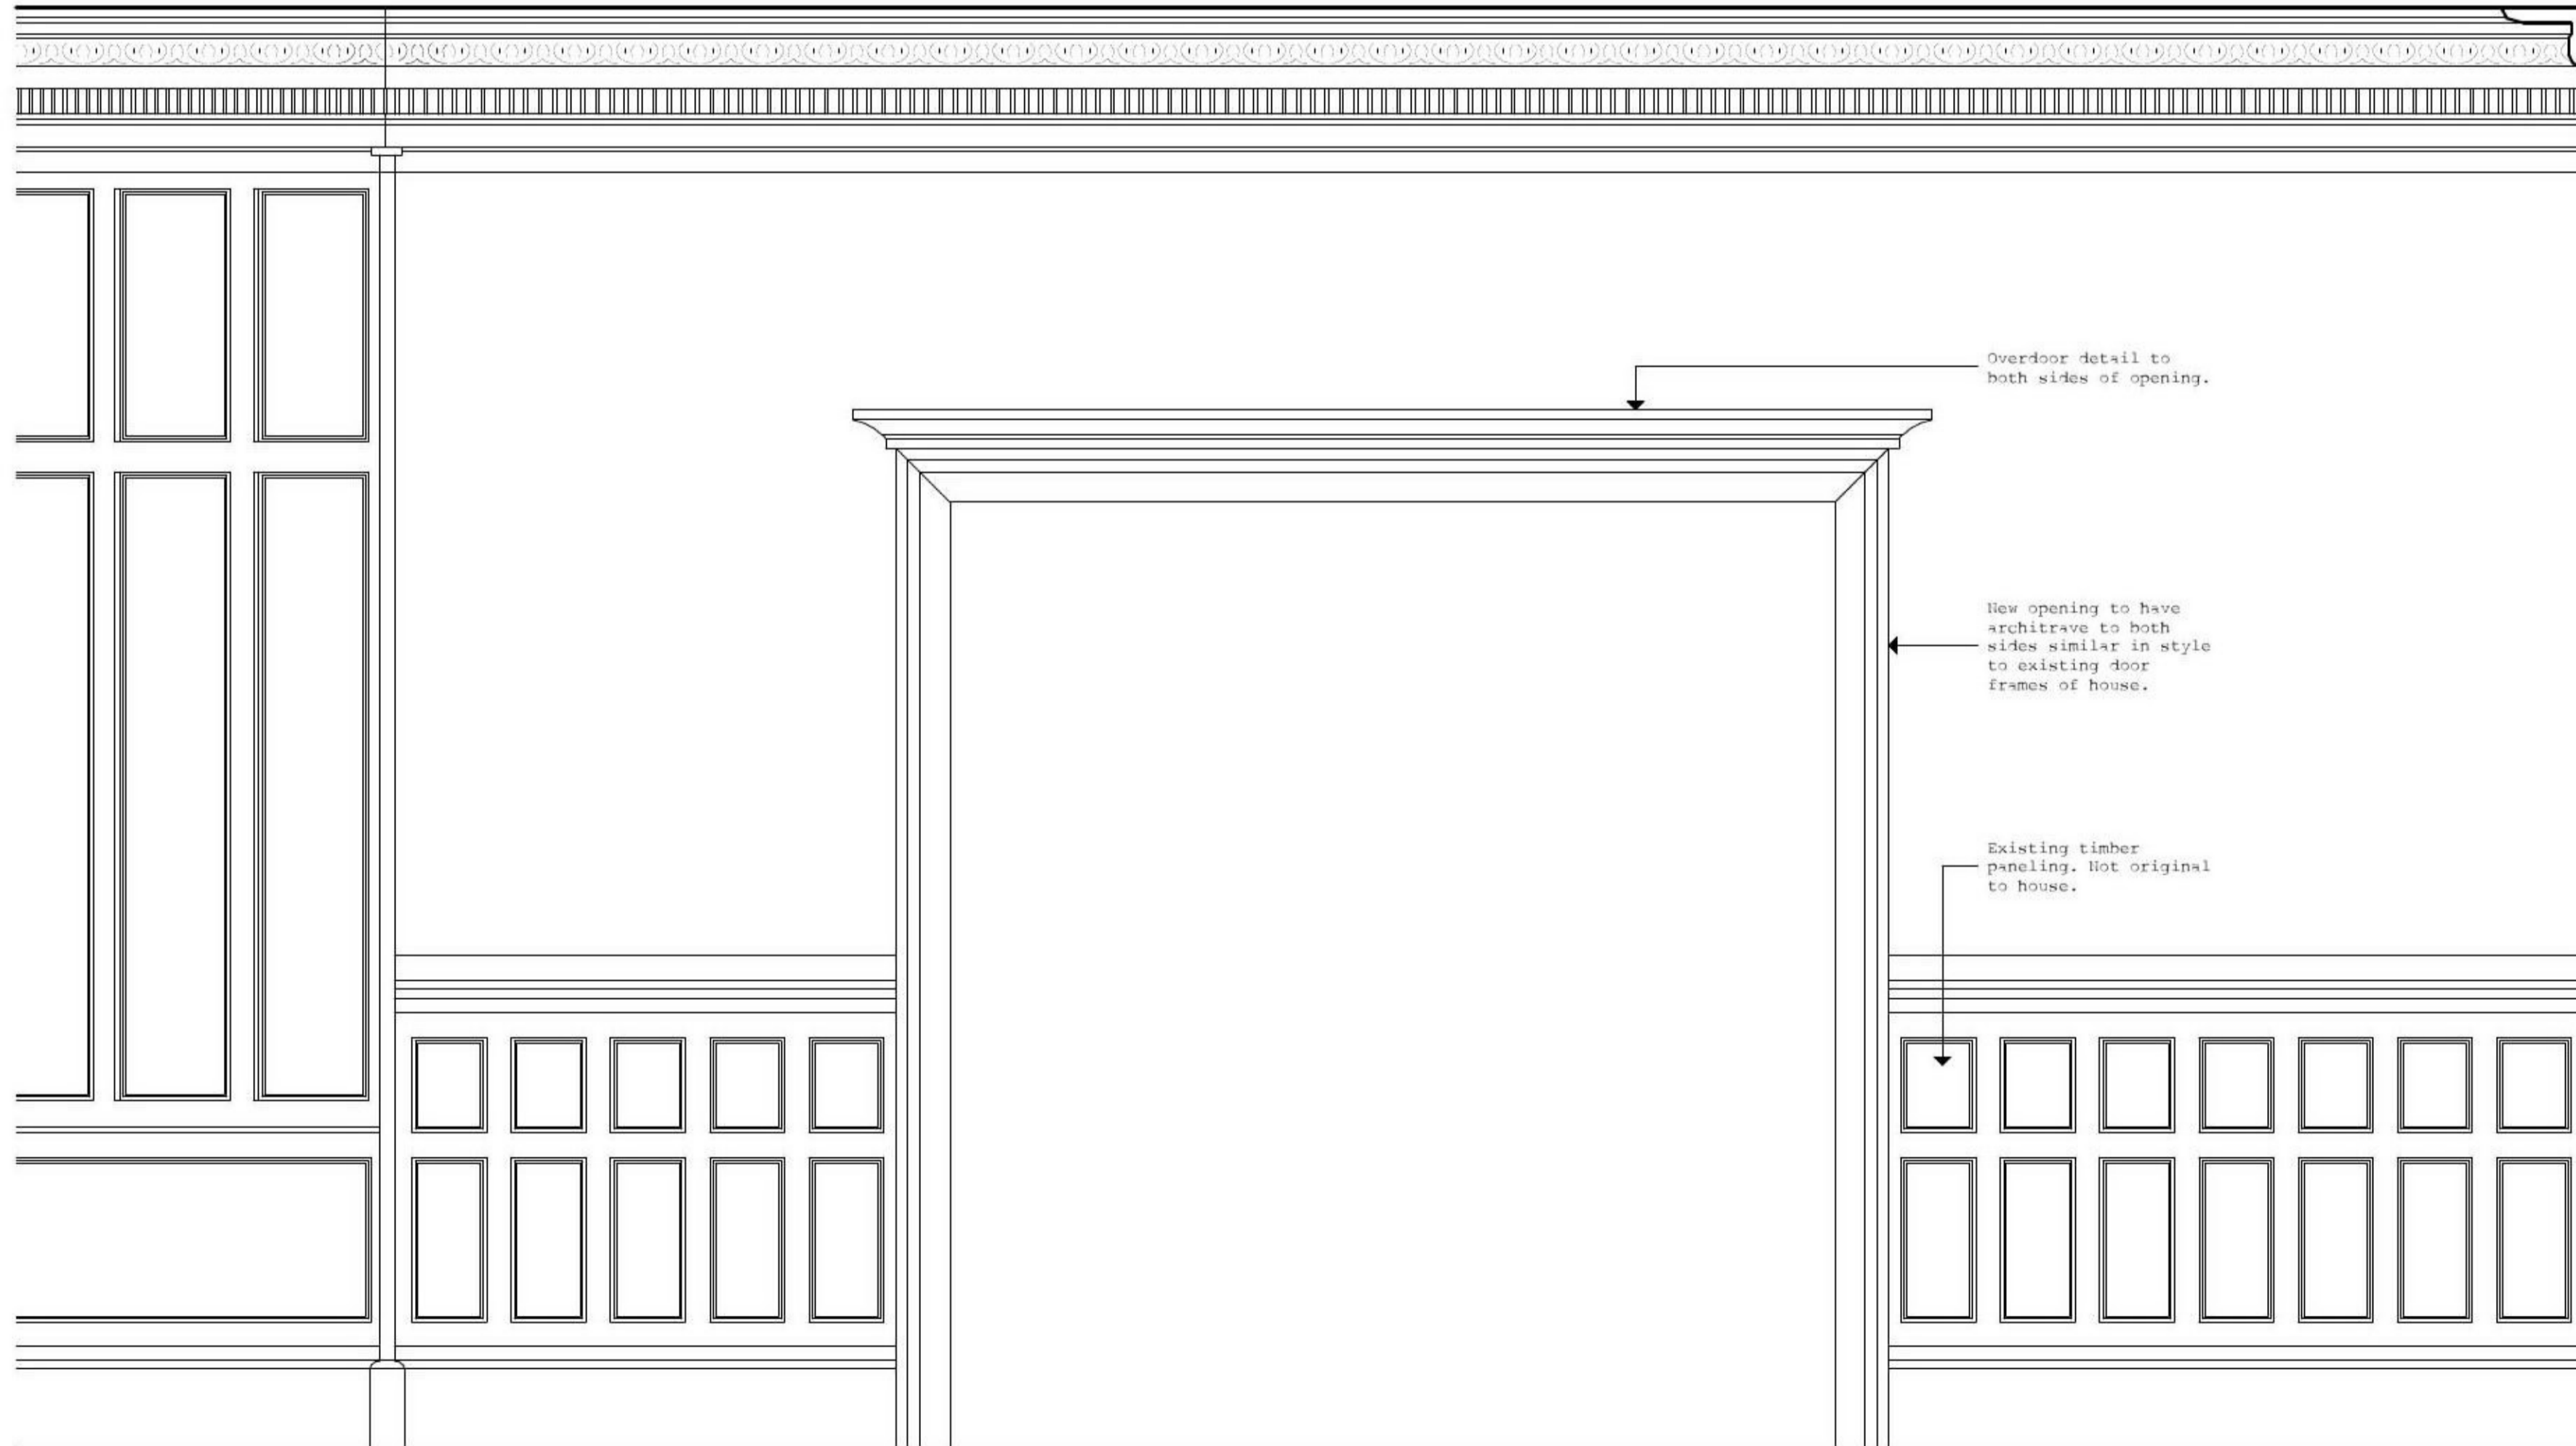 Overdoor detail to
both sides of opening.
New opening to have
architrave to both
sides similar in style
to existing door
frames of house.
Existing timber
paneling. Not original
to house.